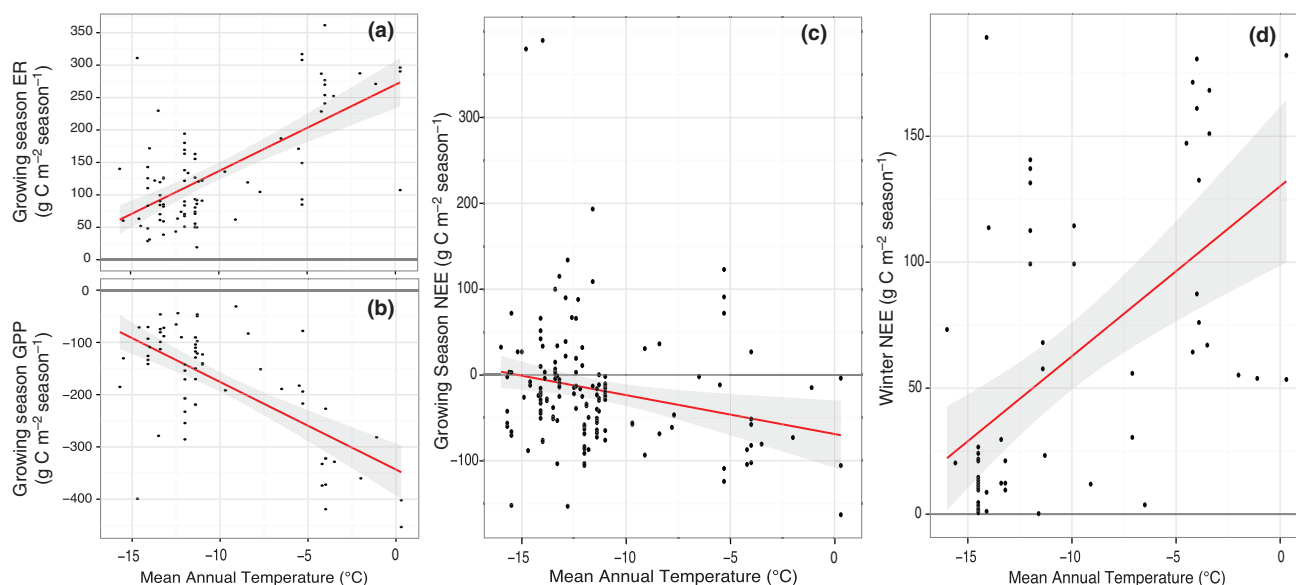 (a)
Growing season ER
(g C m−2 season−1)
350
300
250
200
150
100
50
0
(b)
Growing season GPP
(g C m−2 season−1)
0
−100
−200
−300
−400
−15
−10
−5
0
Mean Annual Temperature (°C)
(c)
Growing Season NEE (g C m−2 season−1)
300
200
100
0
−100
−15
−10
−5
0
Mean Annual Temperature (°C)
(d)
Winter NEE (g C m−2 season−1)
150
100
50
0
−15
−10
−5
0
Mean Annual Temperature (°C)